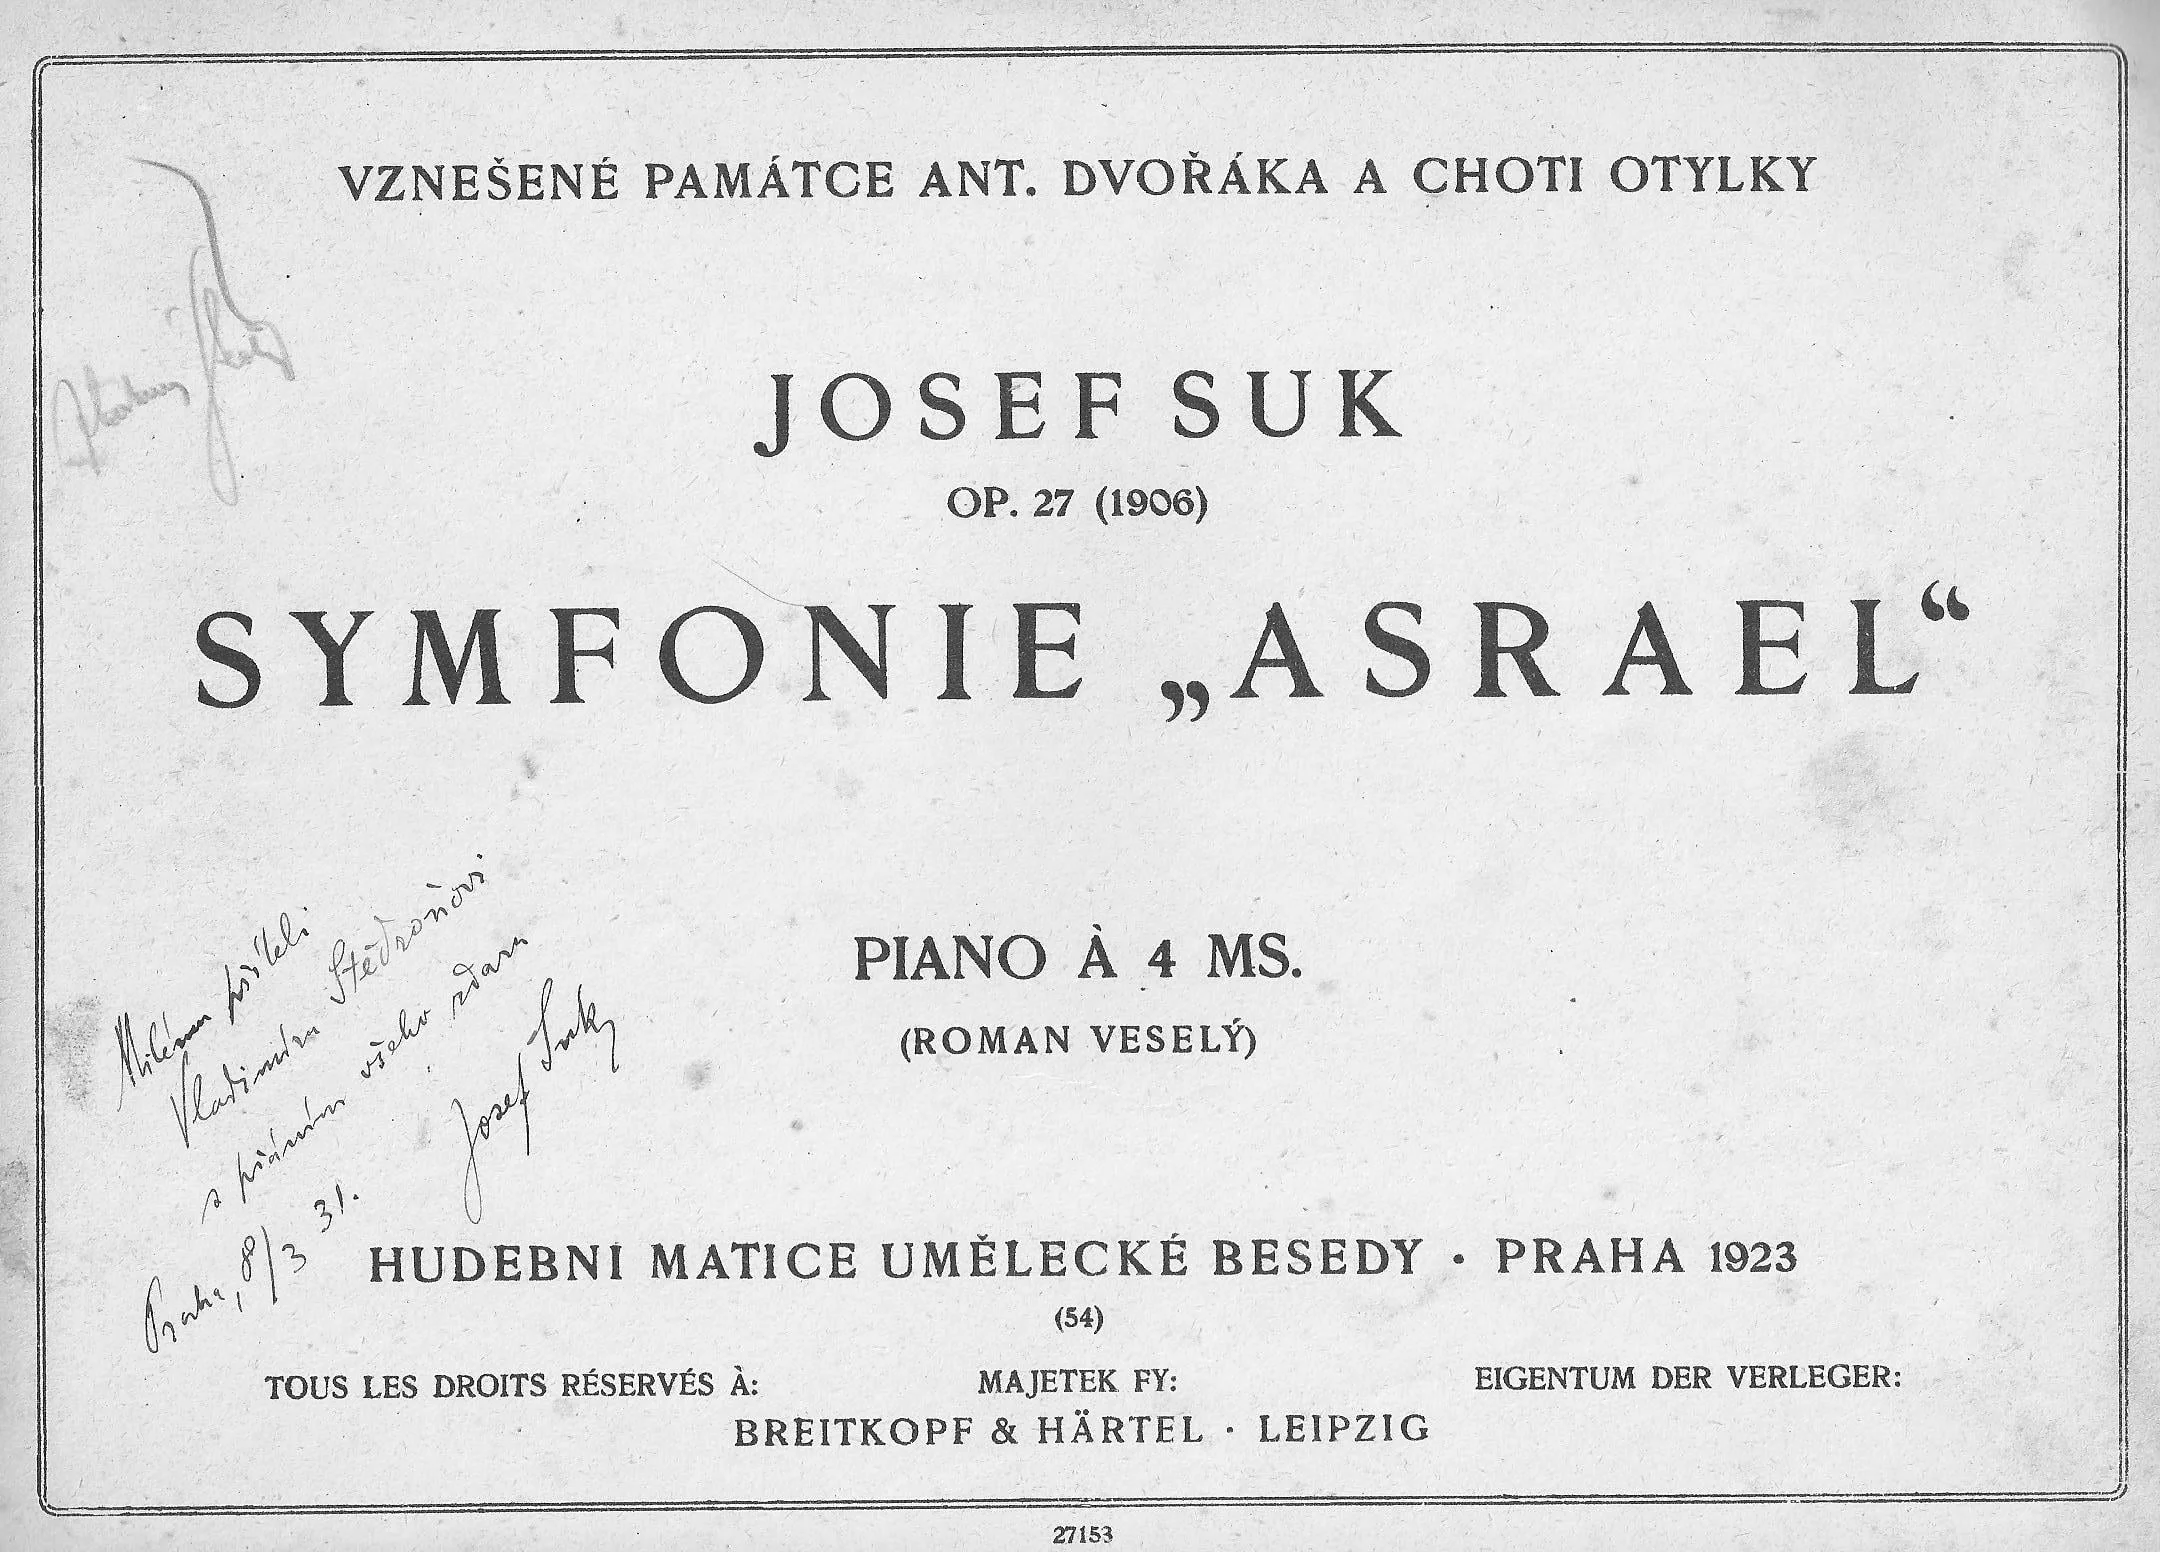 VZNEŠENÉ PAMÁTCE ANT. DVOŘÁKA A CHOTI OTYLKY
JOSEF SUK
OP. 27 (1906)
SYMFONIE „ASRAEL“
PIANO À 4 MS.
(ROMAN VESELÝ)
Milému příteli
Vladimíru Štědroňovi
s přáním všeho zdaru
Josef Suk
Praha, 8/3 31.
HUDEBNI MATICE UMĚLECKÉ BESEDY · PRAHA 1923
(54)
TOUS LES DROITS RÉSERVÉS À: MAJETEK FY: EIGENTUM DER VERLEGER:
BREITKOPF & HÄRTEL · LEIPZIG
27153